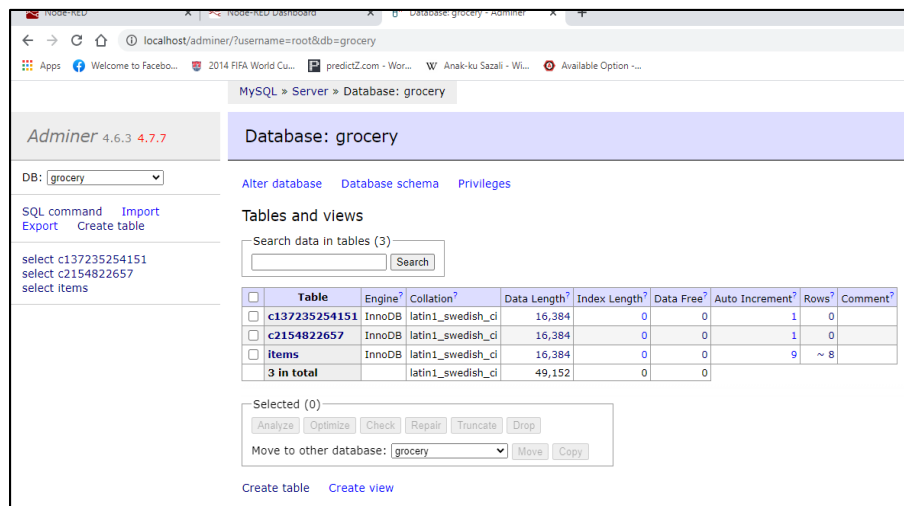 Node-RED x Node-RED Dashboard x Database: grocery - Adminer x +
localhost/adminer/?username=root&db=grocery
Apps Welcome to Facebo... 2014 FIFA World Cu... P predictZ.com - Wor... W Anak-ku Sazali - Wi... Available Option -...
MySQL » Server » Database: grocery
Adminer 4.6.3 4.7.7
Database: grocery
DB: grocery
SQL command Import
Export Create table
select c137235254151
select c2154822657
select items
Alter database Database schema Privileges
Tables and views
Search data in tables (3)
Search
Table Engine? Collation? Data Length? Index Length? Data Free? Auto Increment? Rows? Comment?
c137235254151 InnoDB latin1_swedish_ci 16,384 0 0 1 0
c2154822657 InnoDB latin1_swedish_ci 16,384 0 0 1 0
items InnoDB latin1_swedish_ci 16,384 0 0 9 ~ 8
3 in total latin1_swedish_ci 49,152 0 0
Selected (0)
Analyze Optimize Check Repair Truncate Drop
Move to other database: grocery Move Copy
Create table Create view